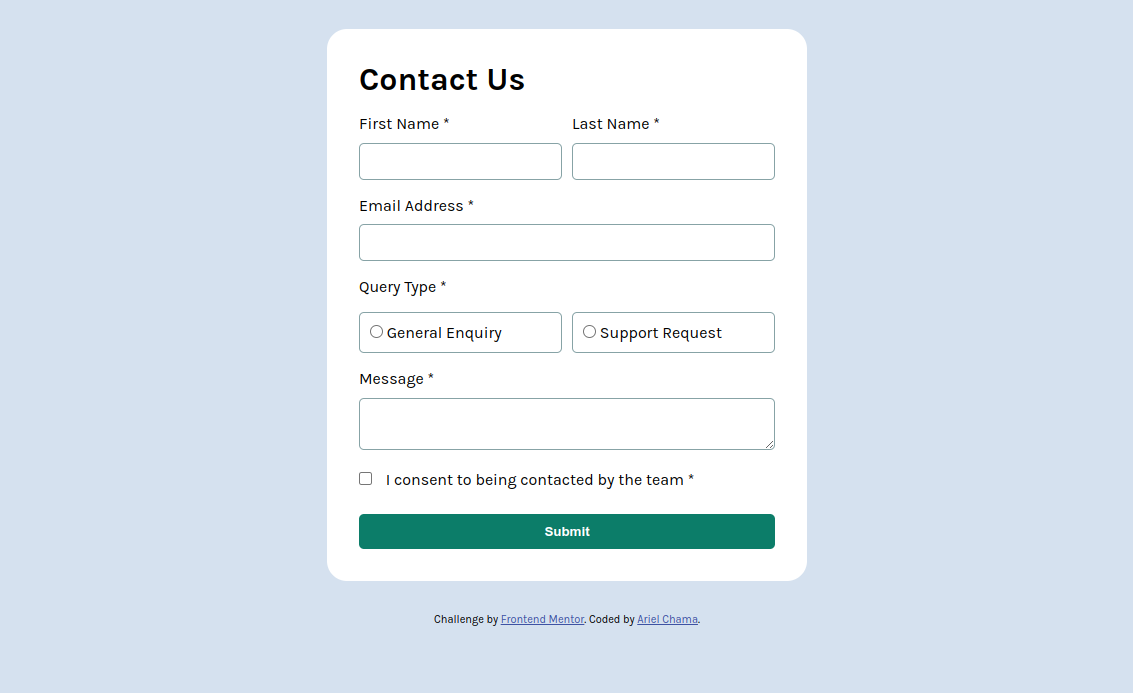 Contact Us
First Name * Last Name *
Email Address *
Query Type *
General Enquiry Support Request
Message *
I consent to being contacted by the team *
Submit
Challenge by Frontend Mentor. Coded by Ariel Chama.